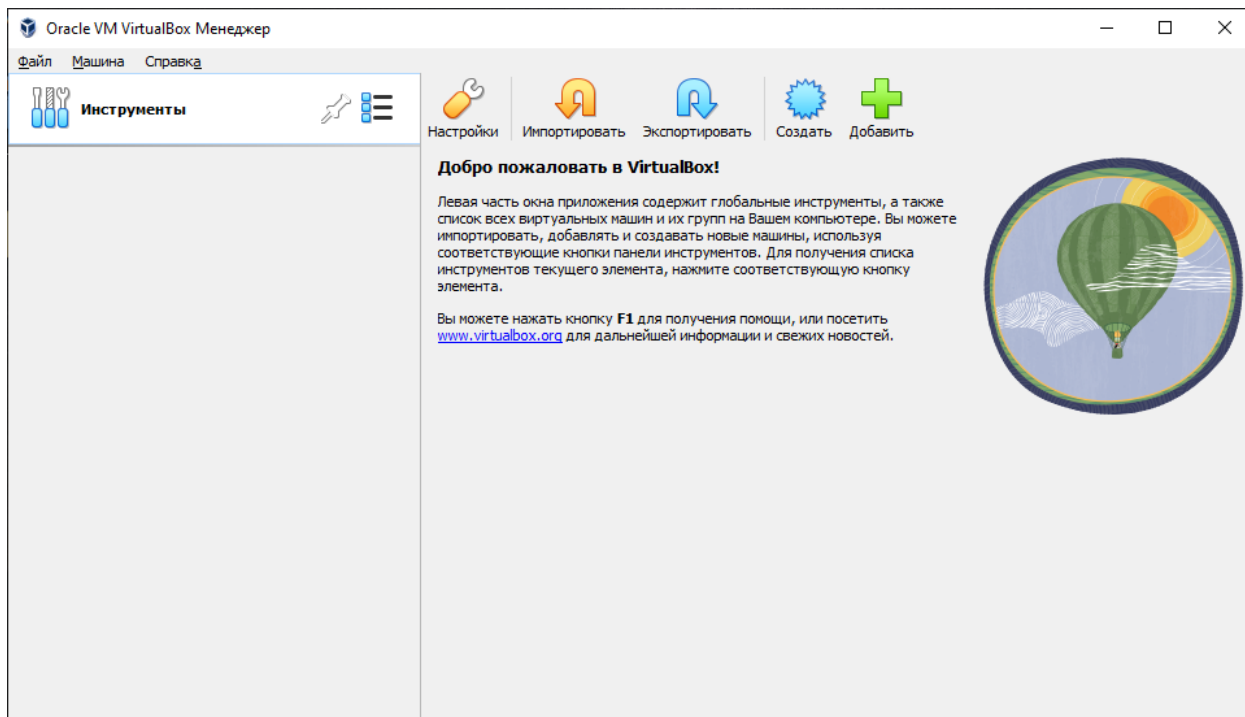 Oracle VM VirtualBox Менеджер
Файл Машина Справка
Инструменты
Настройки Импортировать Экспортировать Создать Добавить
Добро пожаловать в VirtualBox!
Левая часть окна приложения содержит глобальные инструменты, а также
список всех виртуальных машин и их групп на Вашем компьютере. Вы можете
импортировать, добавлять и создавать новые машины, используя
соответствующие кнопки панели инструментов. Для получения списка
инструментов текущего элемента, нажмите соответствующую кнопку
элемента.
Вы можете нажать кнопку F1 для получения помощи, или посетить
www.virtualbox.org для дальнейшей информации и свежих новостей.